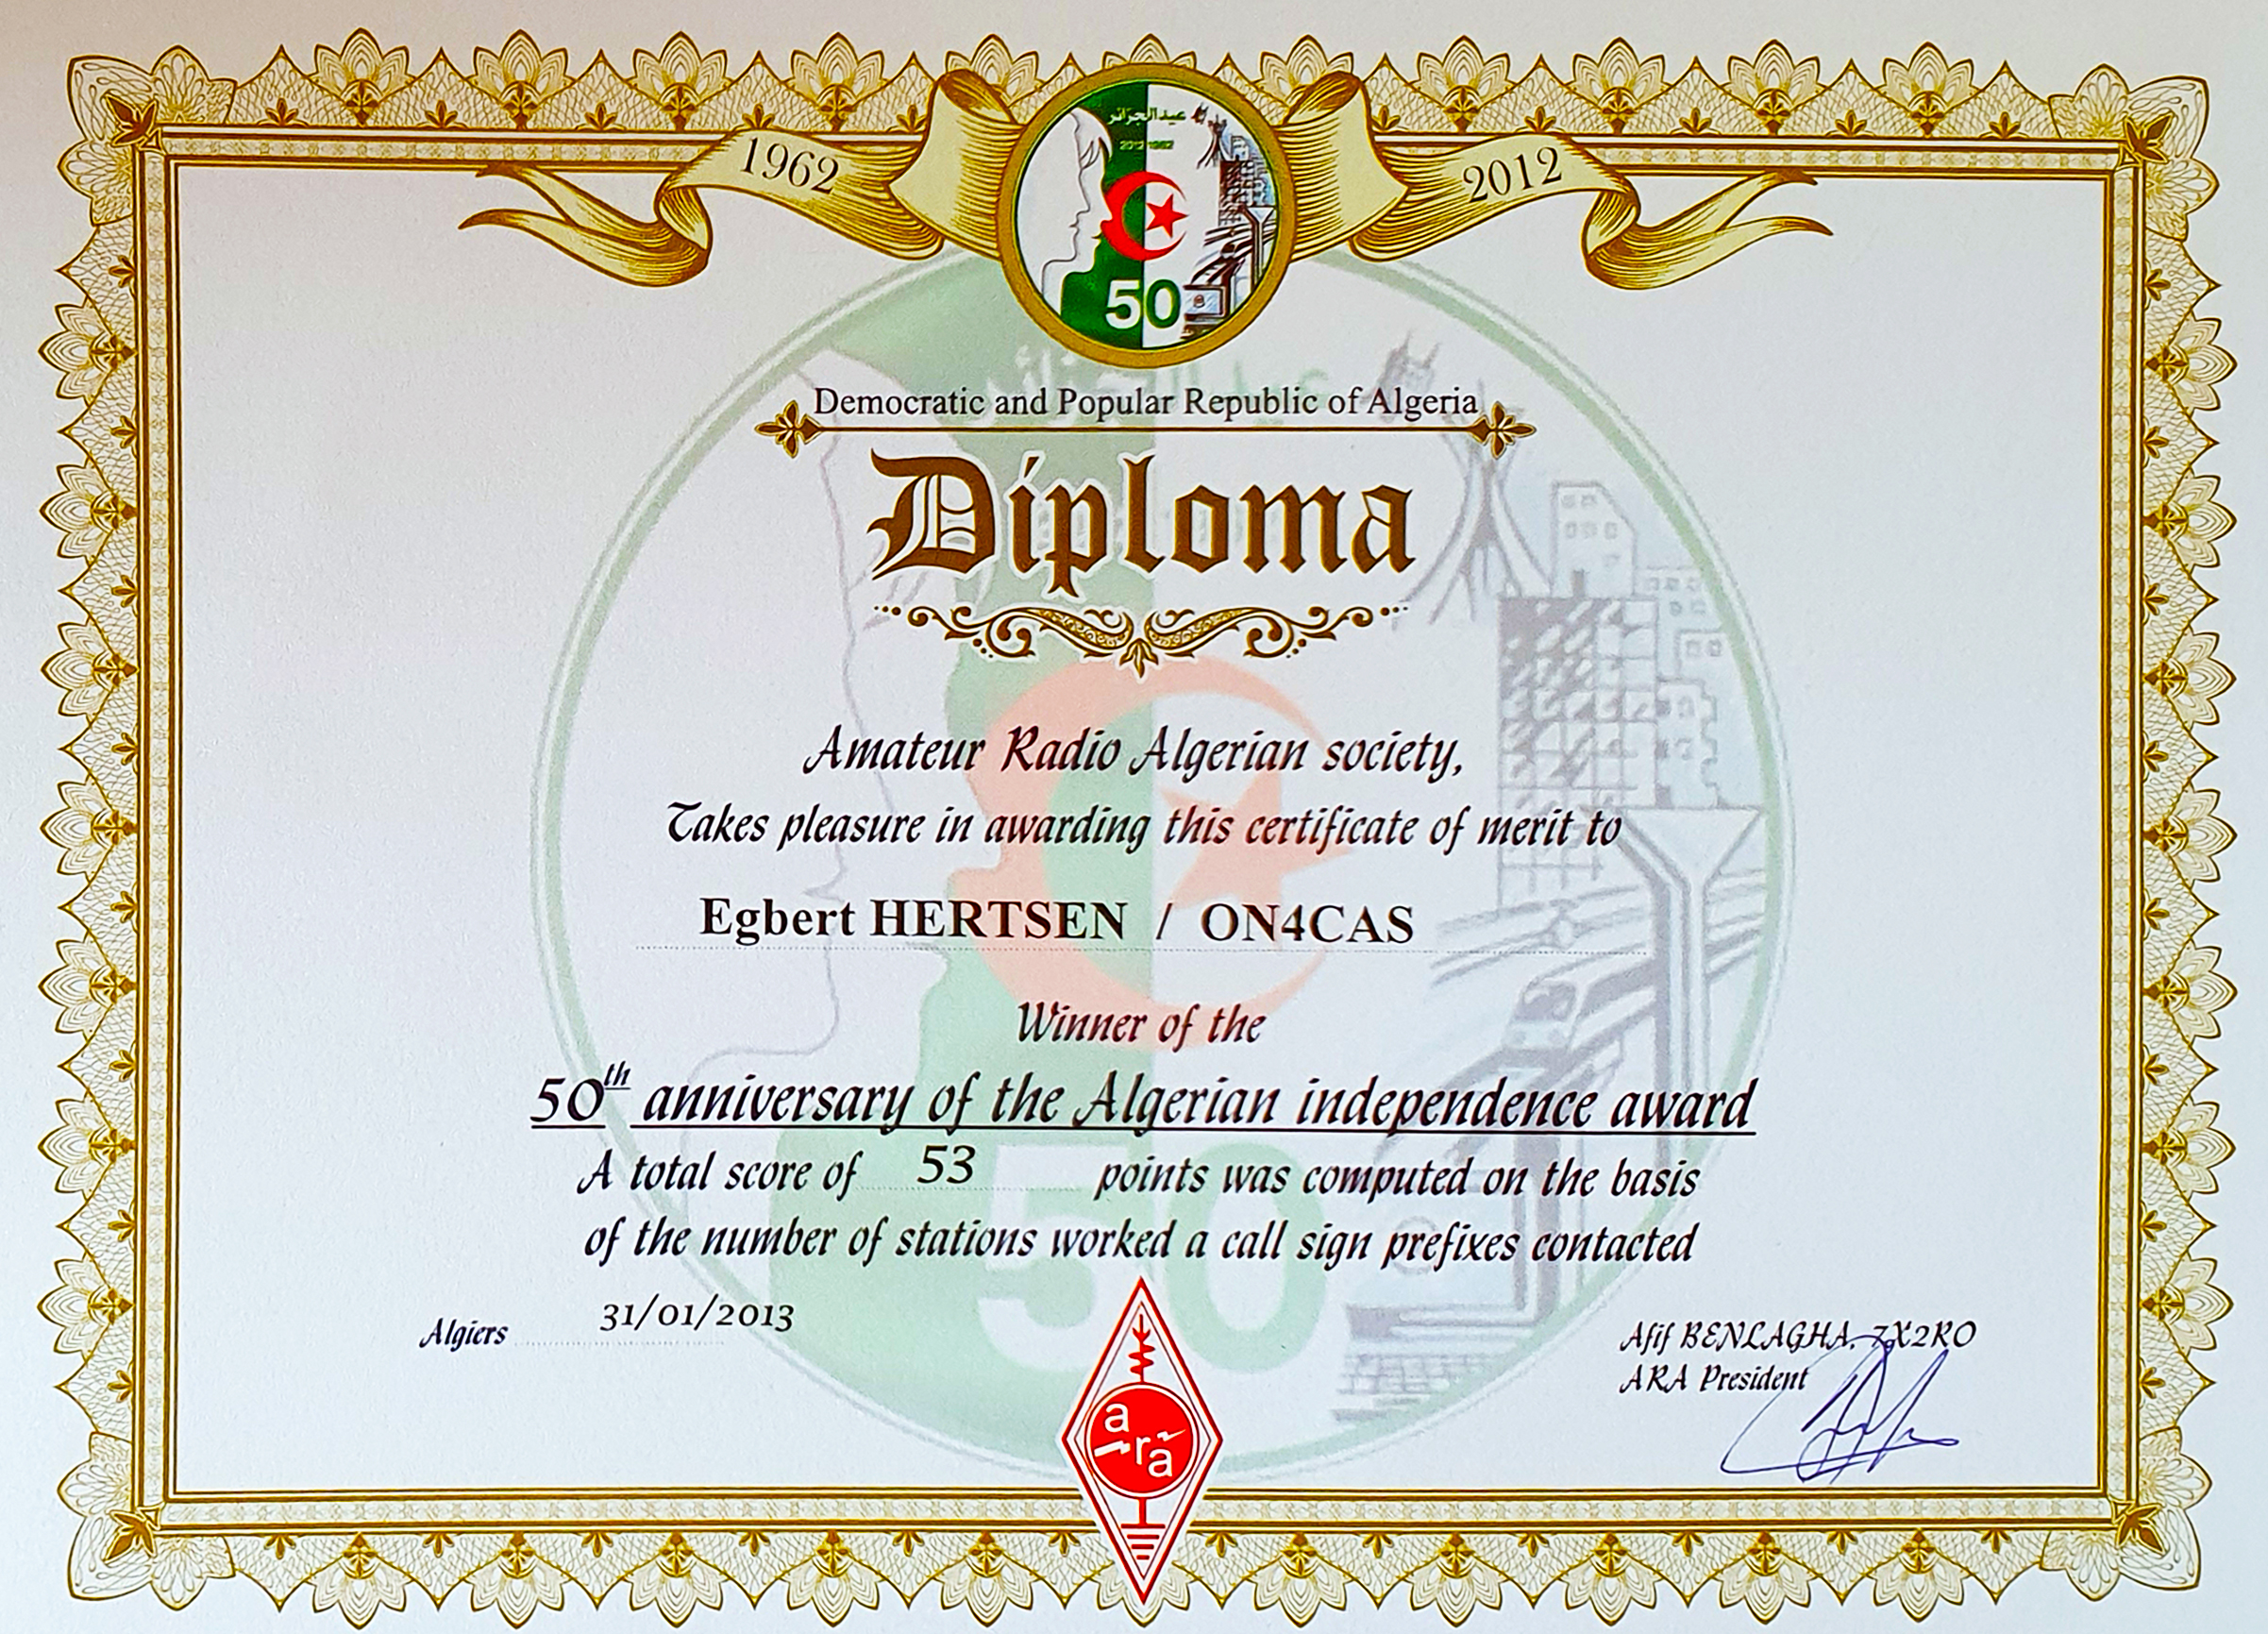 1962
2012
عيد الجزائر
2012 1962
50
Democratic and Popular Republic of Algeria
Diploma
Amateur Radio Algerian society,
Takes pleasure in awarding this certificate of merit to
Egbert HERTSEN / ON4CAS
Winner of the
50th anniversary of the Algerian independence award
A total score of 53 points was computed on the basis
of the number of stations worked a call sign prefixes contacted
Algiers 31/01/2013
Afif BENLAGHA. 7X2RO
ARA President
a r a